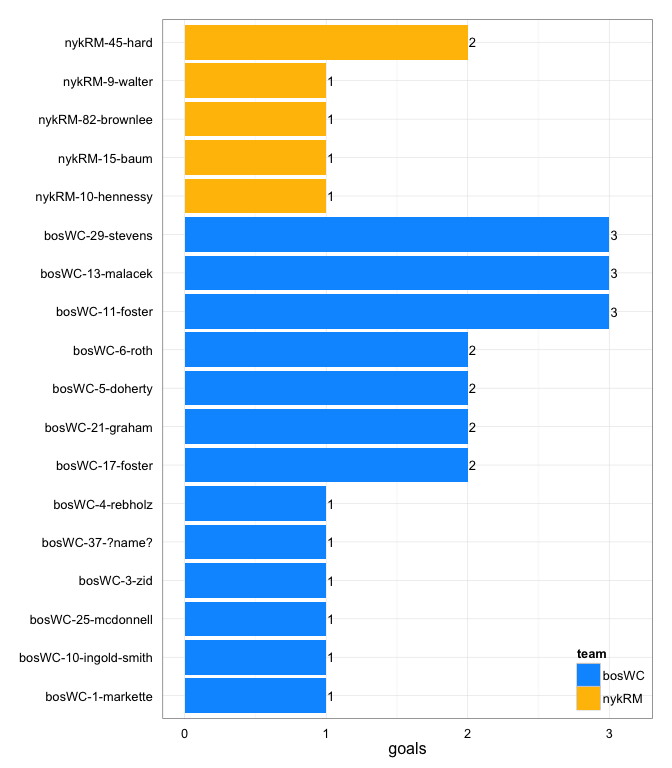 nykRM-45-hard 2
nykRM-9-walter 1
nykRM-82-brownlee 1
nykRM-15-baum 1
nykRM-10-hennessy 1
bosWC-29-stevens 3
bosWC-13-malacek 3
bosWC-11-foster 3
bosWC-6-roth 2
bosWC-5-doherty 2
bosWC-21-graham 2
bosWC-17-foster 2
bosWC-4-rebholz 1
bosWC-37-?name? 1
bosWC-3-zid 1
bosWC-25-mcdonnell 1
bosWC-10-ingold-smith 1
bosWC-1-markette 1
team
bosWC
nykRM
0 1 2 3
goals